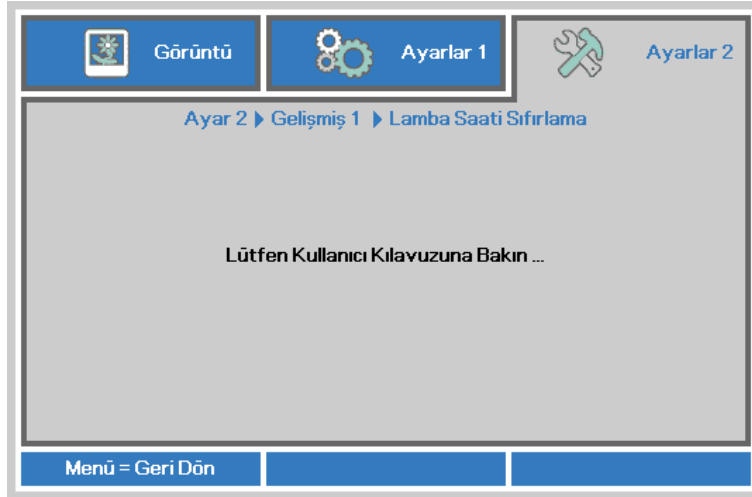 Görüntü
Ayarlar 1
Ayarlar 2
Ayar 2 Gelişmiş 1 Lamba Saati Sıfırlama
Lütfen Kullanıcı Kılavuzuna Bakın ...
Menü = Geri Dön